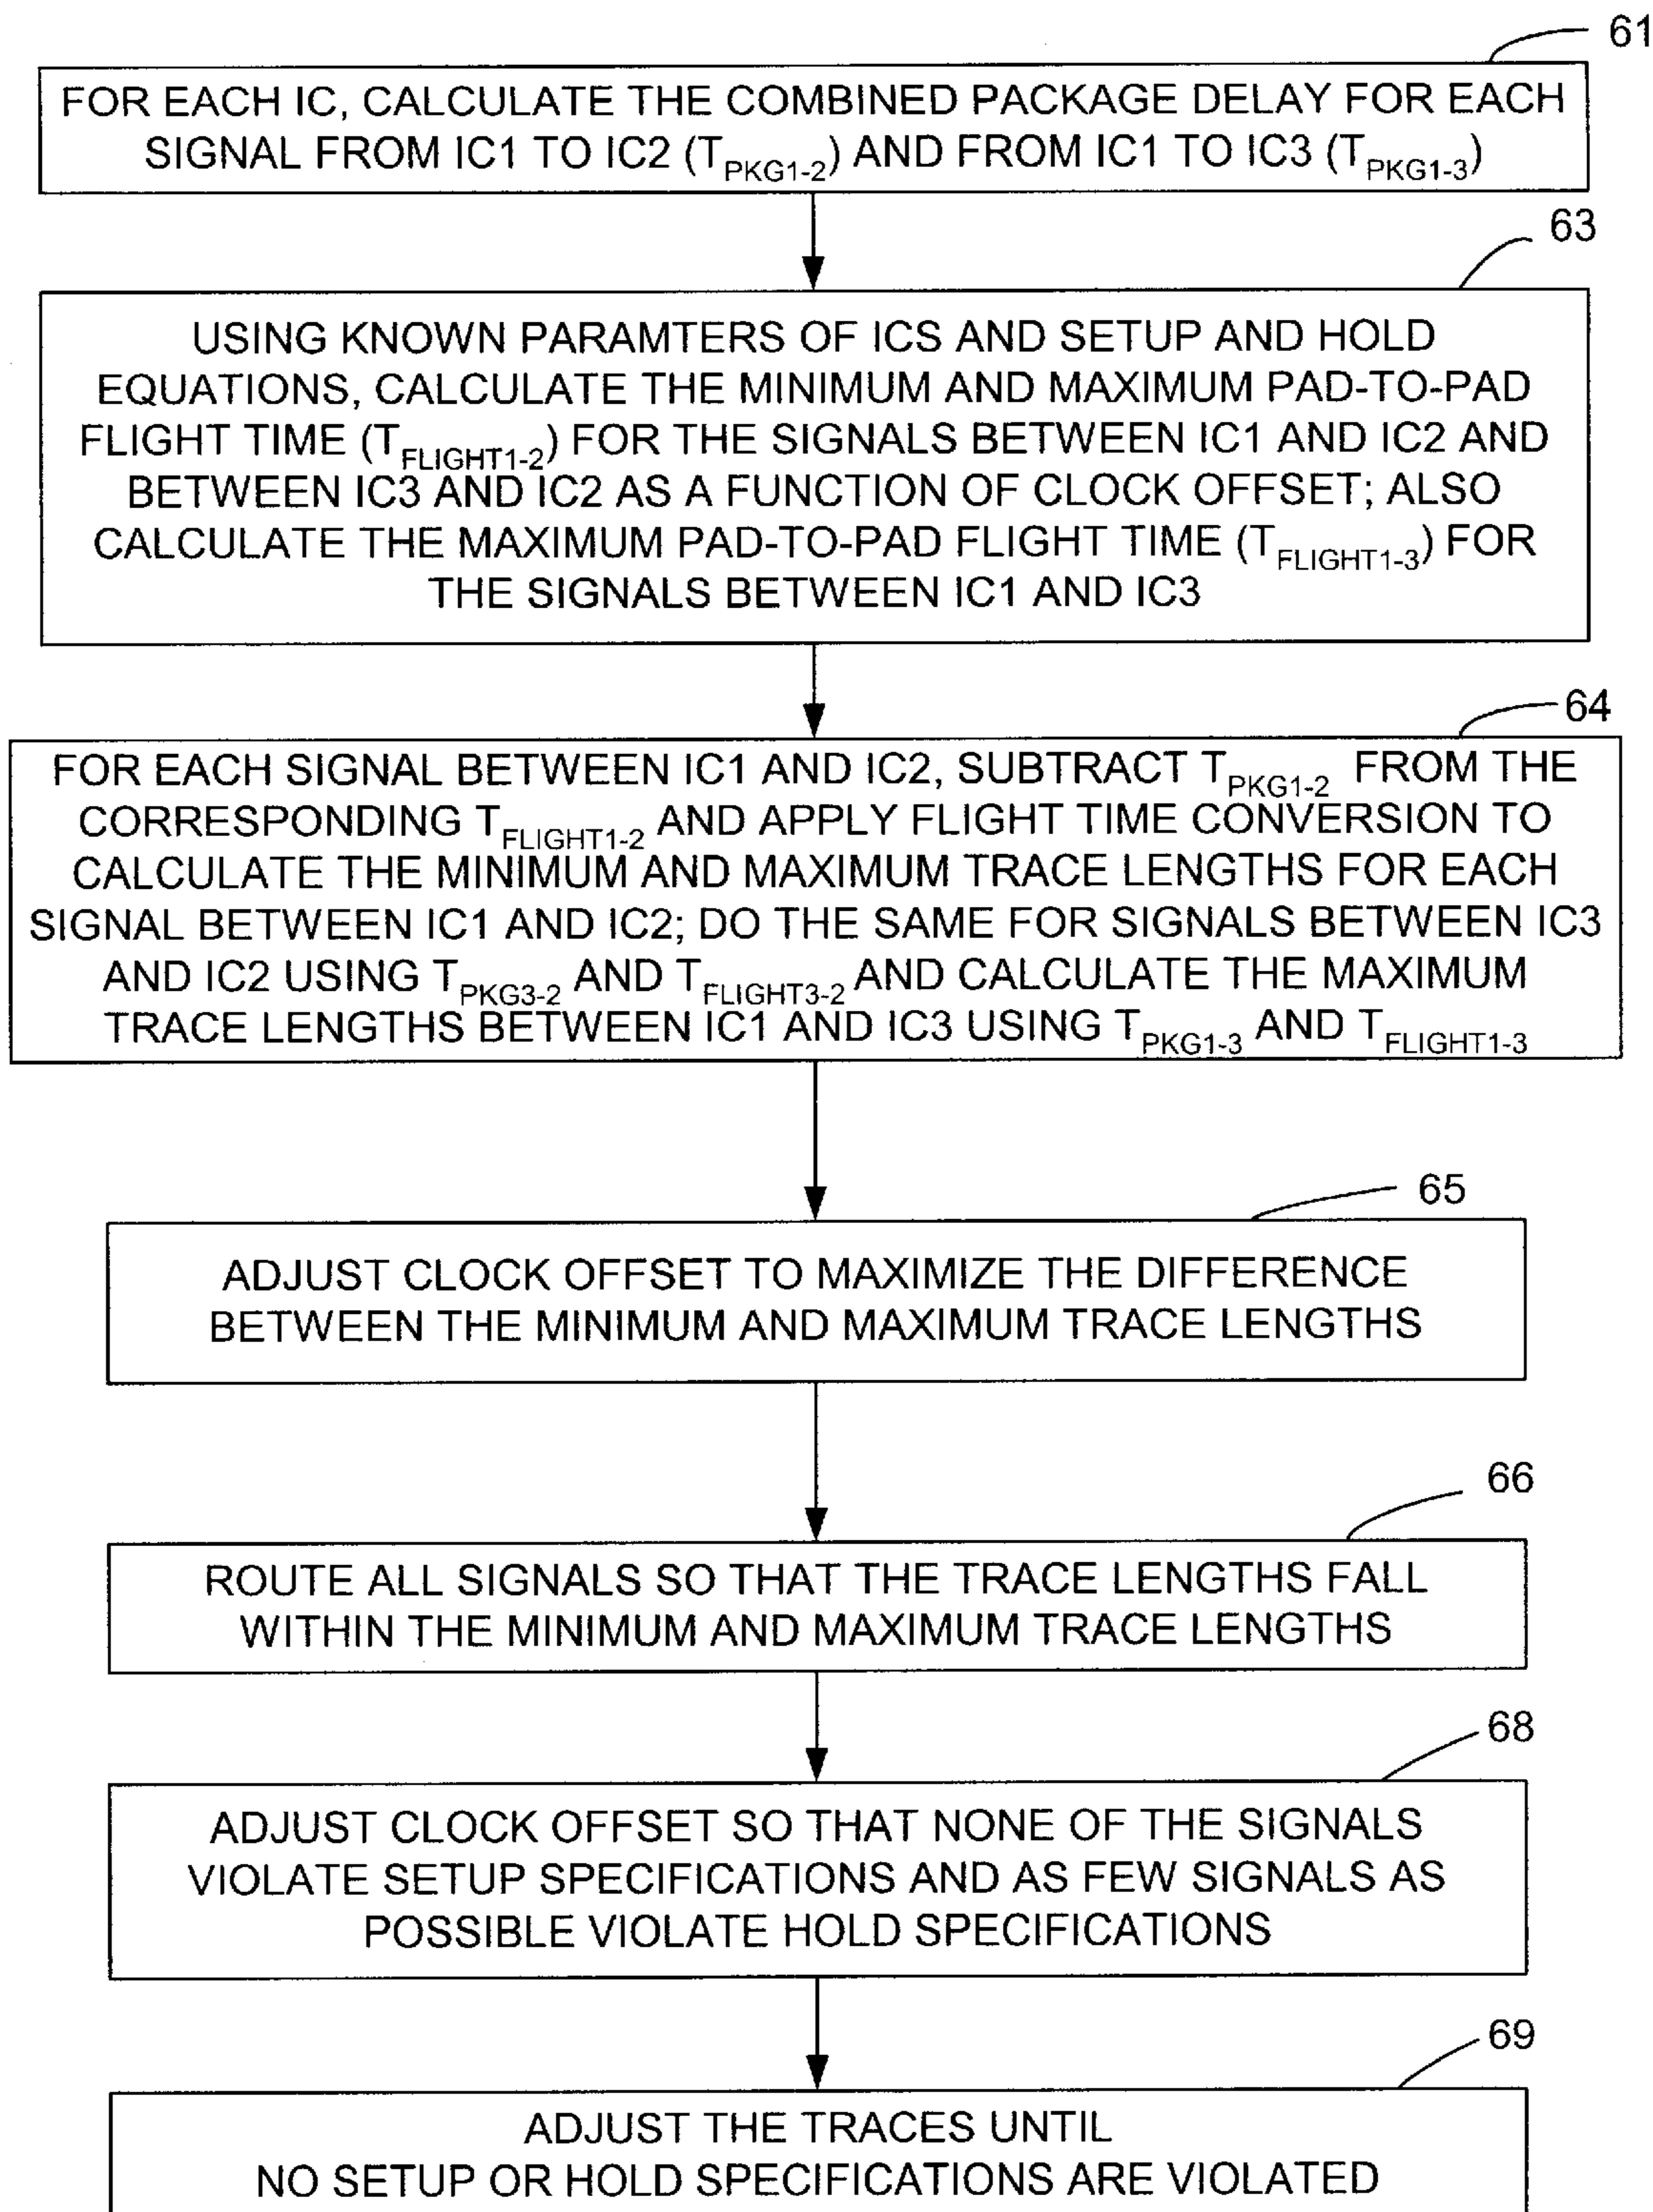 61
FOR EACH IC, CALCULATE THE COMBINED PACKAGE DELAY FOR EACH
SIGNAL FROM IC1 TO IC2 (T_PKG1-2) AND FROM IC1 TO IC3 (T_PKG1-3)
63
USING KNOWN PARAMTERS OF ICS AND SETUP AND HOLD
EQUATIONS, CALCULATE THE MINIMUM AND MAXIMUM PAD-TO-PAD
FLIGHT TIME (T_FLIGHT1-2) FOR THE SIGNALS BETWEEN IC1 AND IC2 AND
BETWEEN IC3 AND IC2 AS A FUNCTION OF CLOCK OFFSET; ALSO
CALCULATE THE MAXIMUM PAD-TO-PAD FLIGHT TIME (T_FLIGHT1-3) FOR
THE SIGNALS BETWEEN IC1 AND IC3
64
FOR EACH SIGNAL BETWEEN IC1 AND IC2, SUBTRACT T_PKG1-2 FROM THE
CORRESPONDING T_FLIGHT1-2 AND APPLY FLIGHT TIME CONVERSION TO
CALCULATE THE MINIMUM AND MAXIMUM TRACE LENGTHS FOR EACH
SIGNAL BETWEEN IC1 AND IC2; DO THE SAME FOR SIGNALS BETWEEN IC3
AND IC2 USING T_PKG3-2 AND T_FLIGHT3-2 AND CALCULATE THE MAXIMUM
TRACE LENGTHS BETWEEN IC1 AND IC3 USING T_PKG1-3 AND T_FLIGHT1-3
65
ADJUST CLOCK OFFSET TO MAXIMIZE THE DIFFERENCE
BETWEEN THE MINIMUM AND MAXIMUM TRACE LENGTHS
66
ROUTE ALL SIGNALS SO THAT THE TRACE LENGTHS FALL
WITHIN THE MINIMUM AND MAXIMUM TRACE LENGTHS
68
ADJUST CLOCK OFFSET SO THAT NONE OF THE SIGNALS
VIOLATE SETUP SPECIFICATIONS AND AS FEW SIGNALS AS
POSSIBLE VIOLATE HOLD SPECIFICATIONS
69
ADJUST THE TRACES UNTIL
NO SETUP OR HOLD SPECIFICATIONS ARE VIOLATED